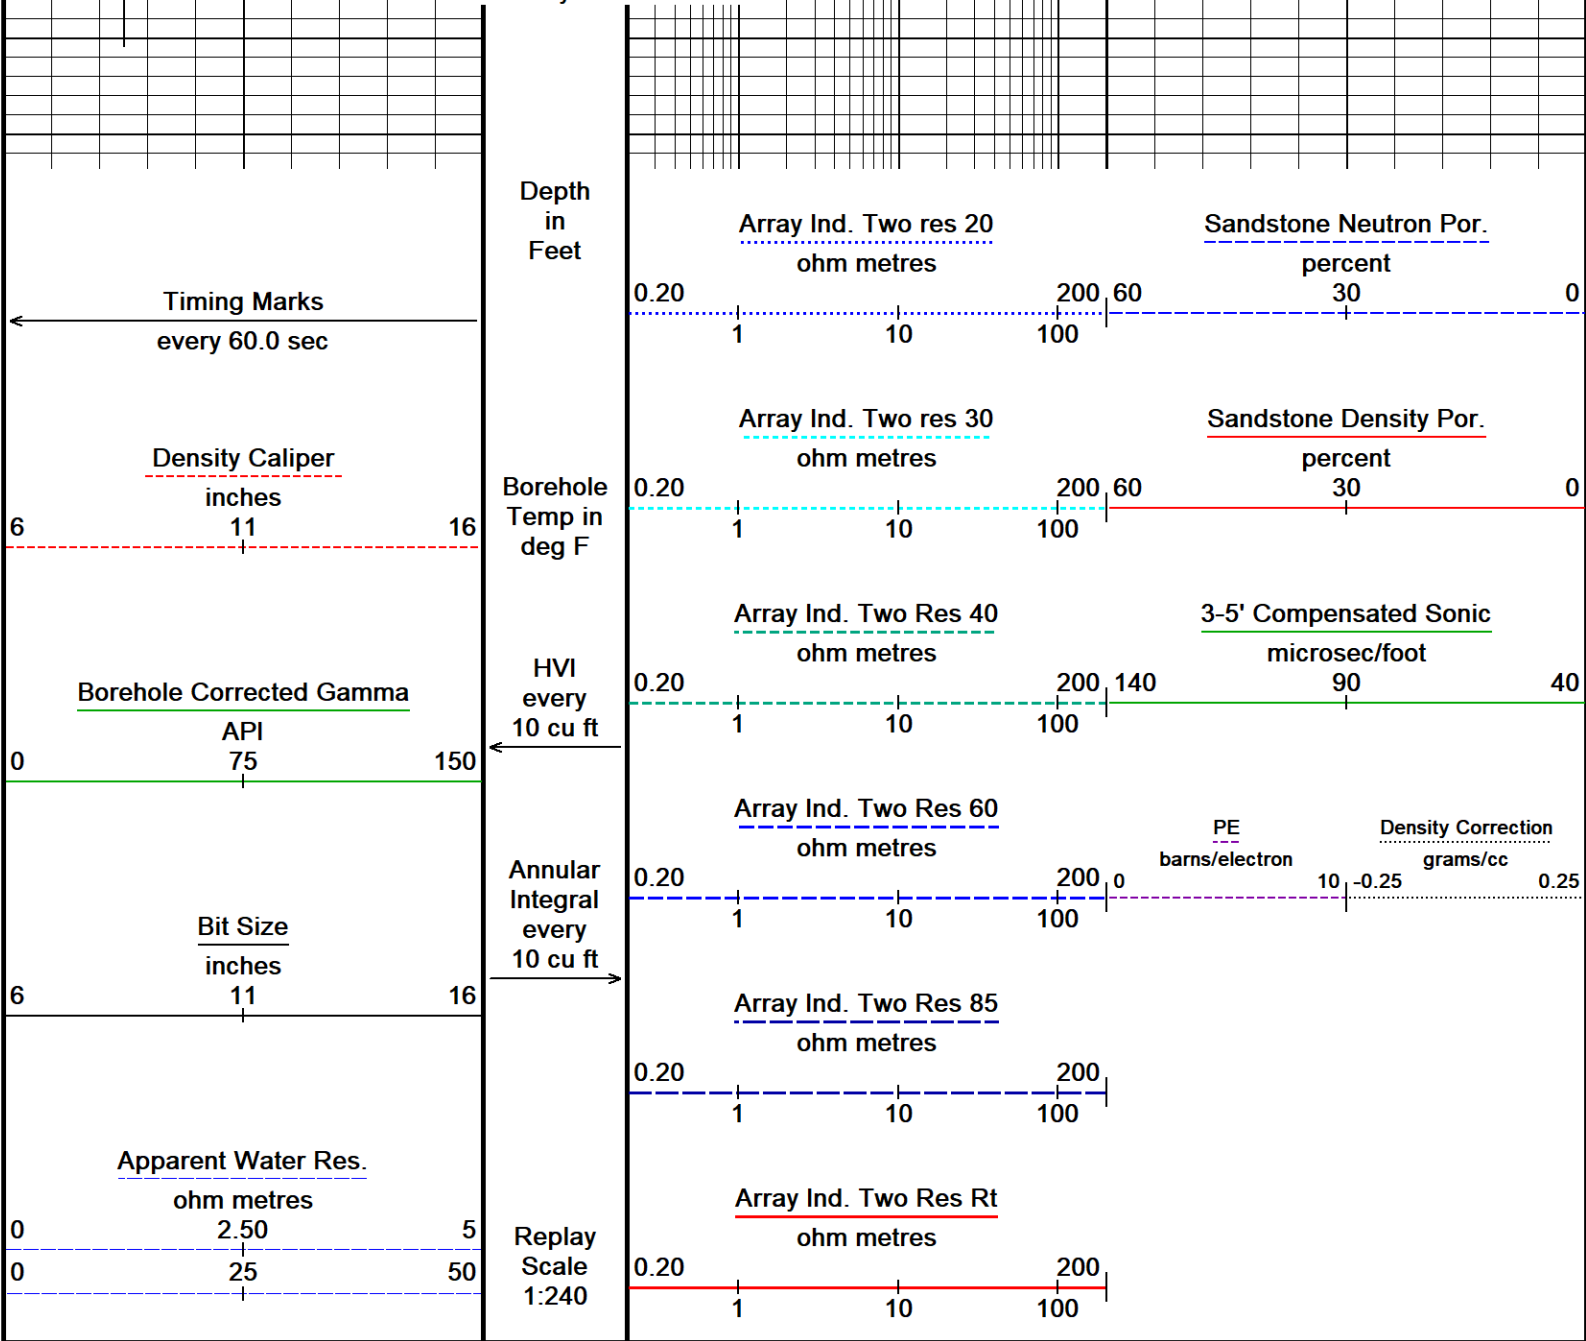 Timing Marks
every 60.0 sec
Density Caliper
inches
6 11 16
Borehole Corrected Gamma
API
0 75 150
Bit Size
inches
6 11 16
Apparent Water Res.
ohm metres
0 2.50 5
0 25 50
Depth
in
Feet
Borehole
Temp in
deg F
HVI
every
10 cu ft
Annular
Integral
every
10 cu ft
Replay
Scale
1:240
Array Ind. Two res 20
ohm metres
0.20 200
1 10 100
Array Ind. Two res 30
ohm metres
0.20 200
1 10 100
Array Ind. Two Res 40
ohm metres
0.20 200
1 10 100
Array Ind. Two Res 60
ohm metres
0.20 200
1 10 100
Array Ind. Two Res 85
ohm metres
0.20 200
1 10 100
Array Ind. Two Res Rt
ohm metres
0.20 200
1 10 100
Sandstone Neutron Por.
percent
60 30 0
Sandstone Density Por.
percent
60 30 0
3-5' Compensated Sonic
microsec/foot
140 90 40
PE
barns/electron
0 10
Density Correction
grams/cc
-0.25 0.25